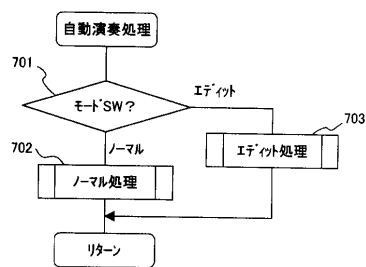 自動演奏処理
701
モードSW?
エディット
ノーマル
702
ノーマル処理
703
エディット処理
リターン